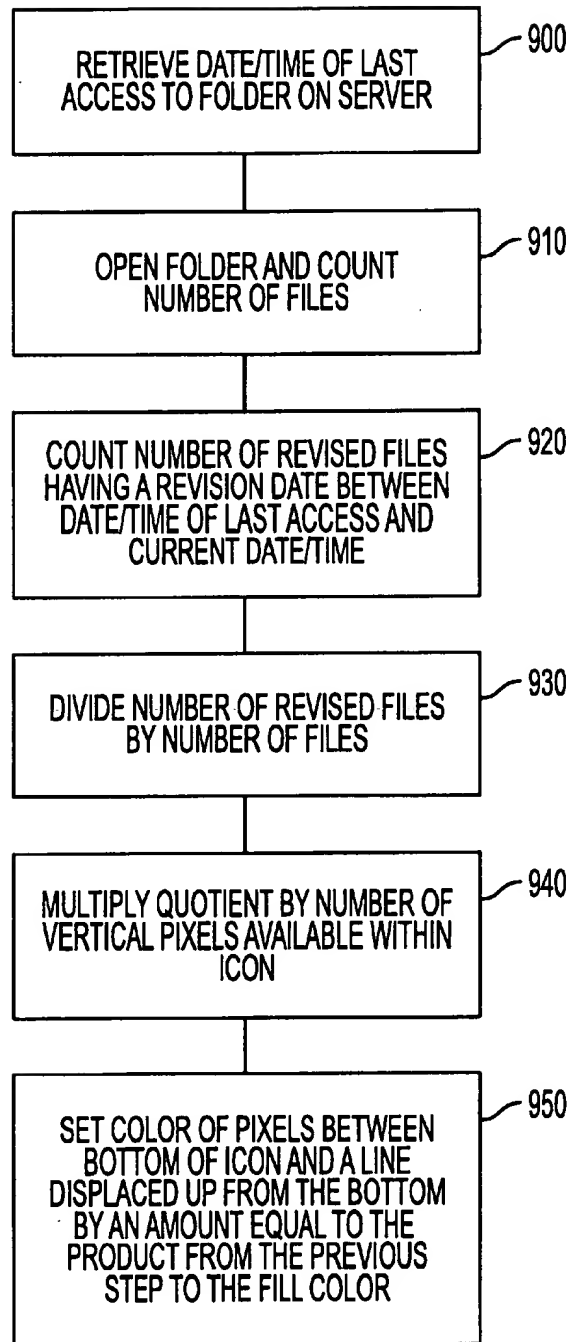 RETRIEVE DATE/TIME OF LAST
ACCESS TO FOLDER ON SERVER
900
OPEN FOLDER AND COUNT
NUMBER OF FILES
910
COUNT NUMBER OF REVISED FILES
HAVING A REVISION DATE BETWEEN
DATE/TIME OF LAST ACCESS AND
CURRENT DATE/TIME
920
DIVIDE NUMBER OF REVISED FILES
BY NUMBER OF FILES
930
MULTIPLY QUOTIENT BY NUMBER OF
VERTICAL PIXELS AVAILABLE WITHIN
ICON
940
SET COLOR OF PIXELS BETWEEN
BOTTOM OF ICON AND A LINE
DISPLACED UP FROM THE BOTTOM
BY AN AMOUNT EQUAL TO THE
PRODUCT FROM THE PREVIOUS
STEP TO THE FILL COLOR
950